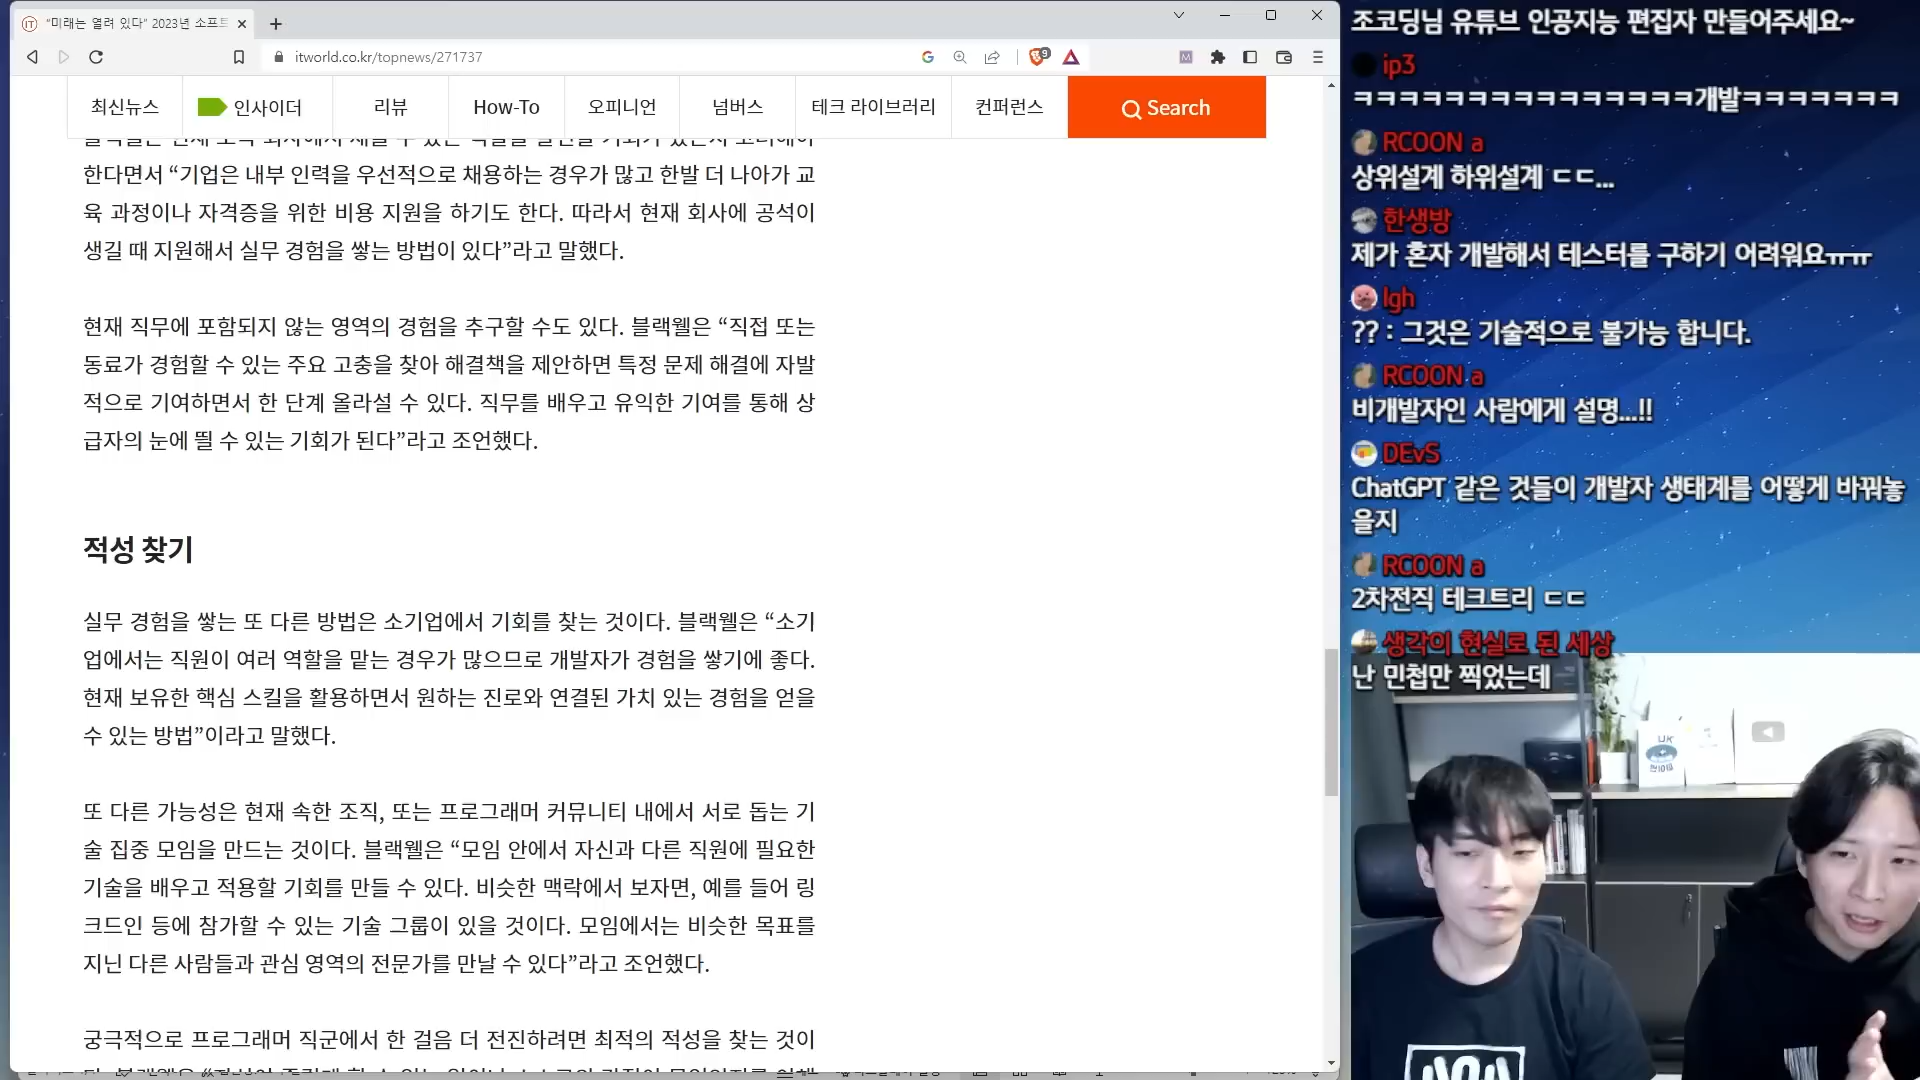 "미래는 열려 있다" 2023년 소프트
itworld.co.kr/topnews/271737
최신뉴스
인사이더
리뷰
How-To
오피니언
넘버스
테크 라이브러리
컨퍼런스
Search
한다면서 “기업은 내부 인력을 우선적으로 채용하는 경우가 많고 한발 더 나아가 교
육 과정이나 자격증을 위한 비용 지원을 하기도 한다. 따라서 현재 회사에 공석이
생길 때 지원해서 실무 경험을 쌓는 방법이 있다”라고 말했다.
현재 직무에 포함되지 않는 영역의 경험을 추구할 수도 있다. 블랙웰은 “직접 또는
동료가 경험할 수 있는 주요 고충을 찾아 해결책을 제안하면 특정 문제 해결에 자발
적으로 기여하면서 한 단계 올라설 수 있다. 직무를 배우고 유익한 기여를 통해 상
급자의 눈에 띌 수 있는 기회가 된다”라고 조언했다.
적성 찾기
실무 경험을 쌓는 또 다른 방법은 소기업에서 기회를 찾는 것이다. 블랙웰은 “소기
업에서는 직원이 여러 역할을 맡는 경우가 많으므로 개발자가 경험을 쌓기에 좋다.
현재 보유한 핵심 스킬을 활용하면서 원하는 진로와 연결된 가치 있는 경험을 얻을
수 있는 방법”이라고 말했다.
또 다른 가능성은 현재 속한 조직, 또는 프로그래머 커뮤니티 내에서 서로 돕는 기
술 집중 모임을 만드는 것이다. 블랙웰은 “모임 안에서 자신과 다른 직원에 필요한
기술을 배우고 적용할 기회를 만들 수 있다. 비슷한 맥락에서 보자면, 예를 들어 링
크드인 등에 참가할 수 있는 기술 그룹이 있을 것이다. 모임에서는 비슷한 목표를
지닌 다른 사람들과 관심 영역의 전문가를 만날 수 있다”라고 조언했다.
궁극적으로 프로그래머 직군에서 한 걸음 더 전진하려면 최적의 적성을 찾는 것이
조코딩님 유튜브 인공지능 편집자 만들어주세요~
ip3
ㅋㅋㅋㅋㅋㅋㅋㅋㅋㅋㅋㅋㅋㅋㅋ개발ㅋㅋㅋㅋㅋㅋㅋ
RCOON a
상위설계 하위설계 ㄷㄷ...
한생방
제가 혼자 개발해서 테스터를 구하기 어려워요ㅠㅠ
lgh
?? : 그것은 기술적으로 불가능 합니다.
RCOON a
비개발자인 사람에게 설명...!!
DEvS
ChatGPT 같은 것들이 개발자 생태계를 어떻게 바꿔놓
을지
RCOON a
2차전직 테크트리 ㄷㄷ
생각이 현실로 된 세상
난 민첩만 찍었는데